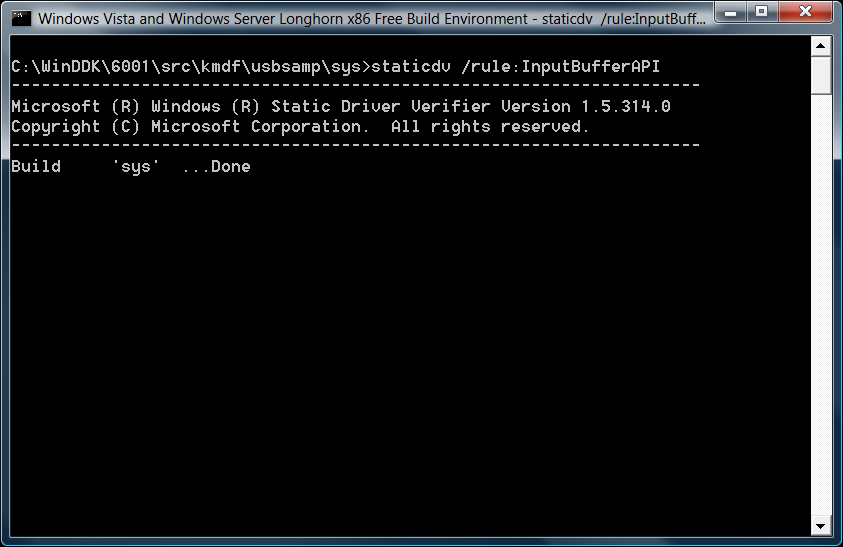 Windows Vista and Windows Server Longhorn x86 Free Build Environment - staticdv  /rule:InputBuff...
C:\WinDDK\6001\src\kmdf\usbsamp\sys>staticdv /rule:InputBufferAPI
---------------------------------------------------------------------
Microsoft (R) Windows (R) Static Driver Verifier Version 1.5.314.0
Copyright (C) Microsoft Corporation.  All rights reserved.
---------------------------------------------------------------------
Build     'sys'  ...Done